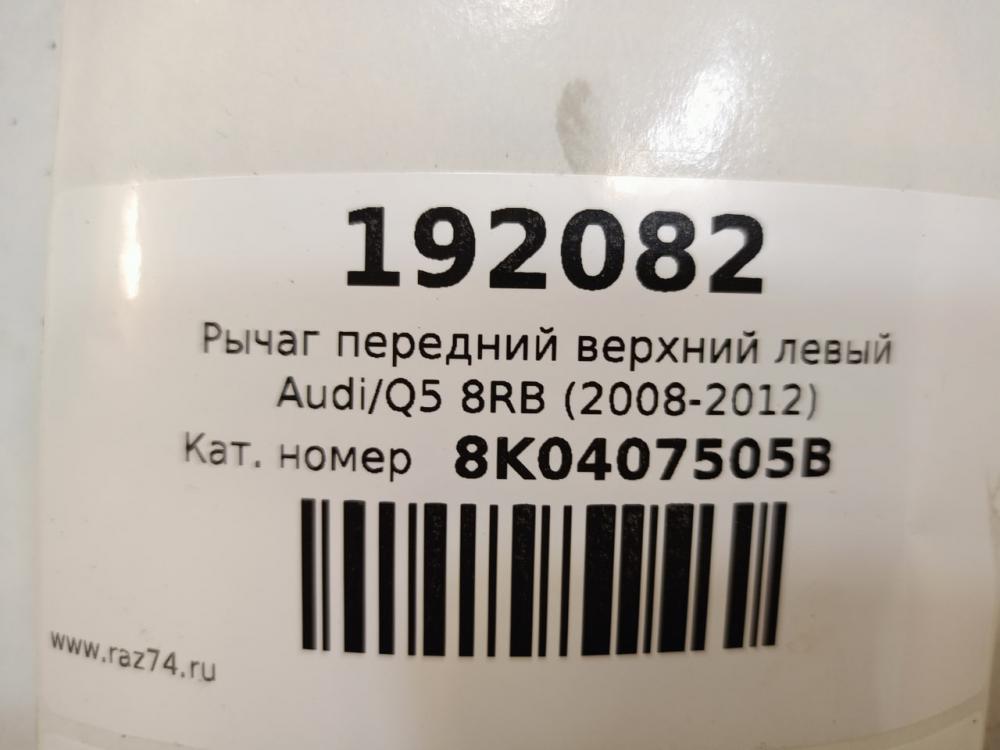 192082
Рычаг передний верхний левый
Audi/Q5 8RB (2008-2012)
Кат. номер 8K0407505B
www.raz74.ru